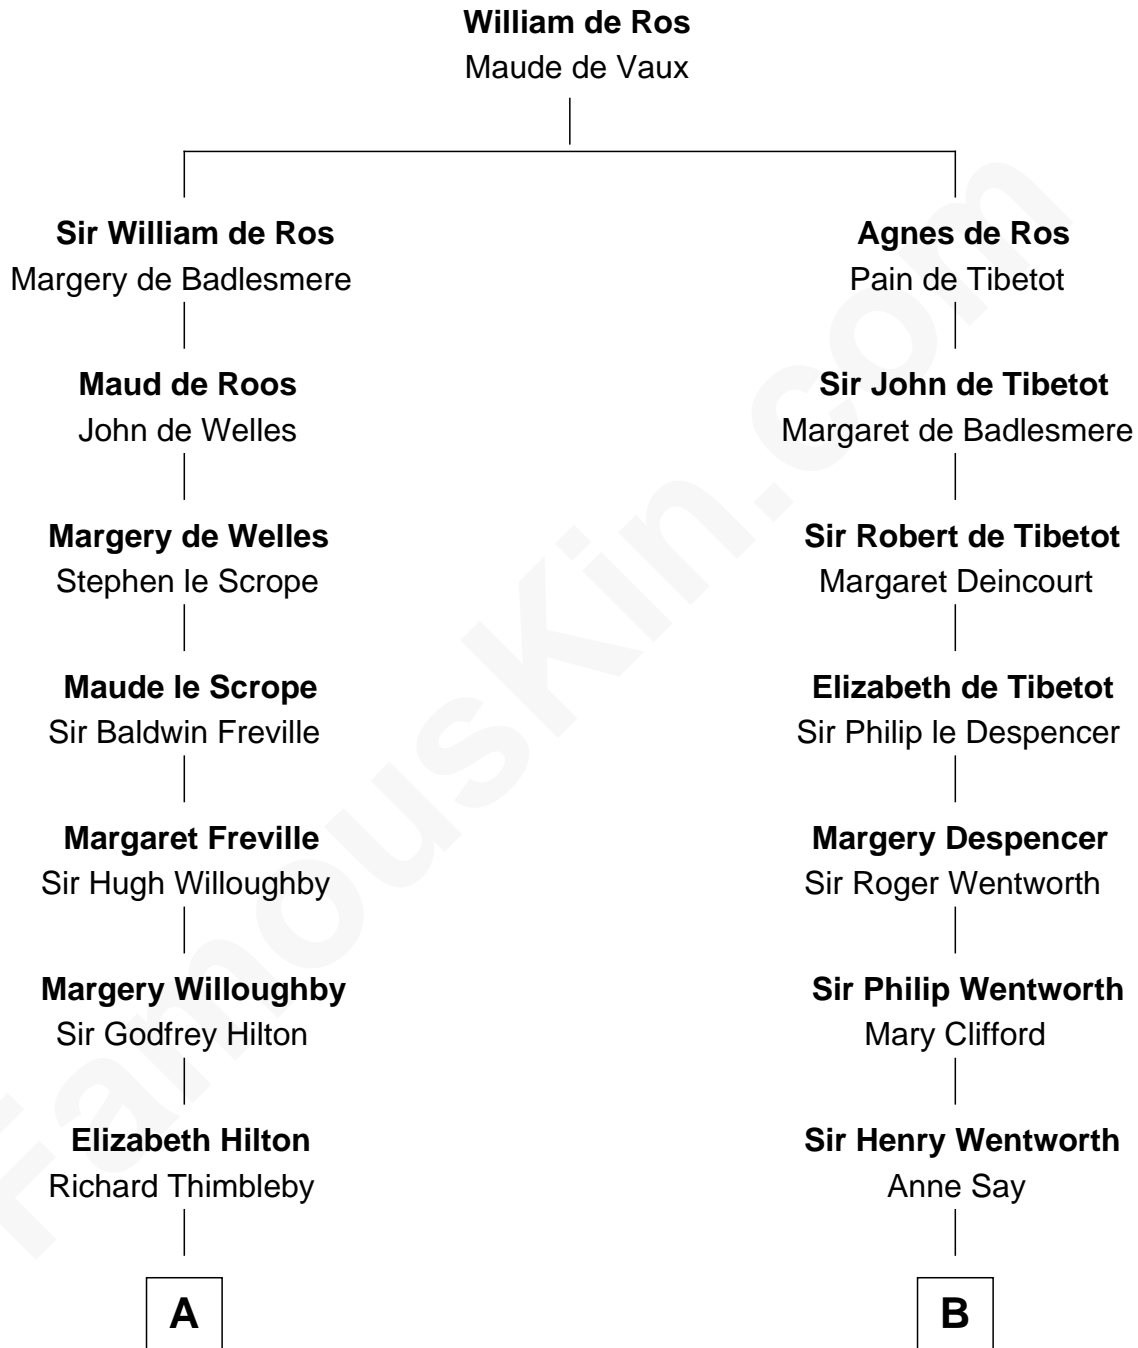 William de Ros
Maude de Vaux
Sir William de Ros
Margery de Badlesmere
Agnes de Ros
Pain de Tibetot
Maud de Roos
John de Welles
Sir John de Tibetot
Margaret de Badlesmere
Margery de Welles
Stephen le Scrope
Sir Robert de Tibetot
Margaret Deincourt
Maude le Scrope
Sir Baldwin Freville
Elizabeth de Tibetot
Sir Philip le Despencer
Margaret Freville
Sir Hugh Willoughby
Margery Despencer
Sir Roger Wentworth
Margery Willoughby
Sir Godfrey Hilton
Sir Philip Wentworth
Mary Clifford
Elizabeth Hilton
Richard Thimbleby
Sir Henry Wentworth
Anne Say
A
B
FamousKin.com